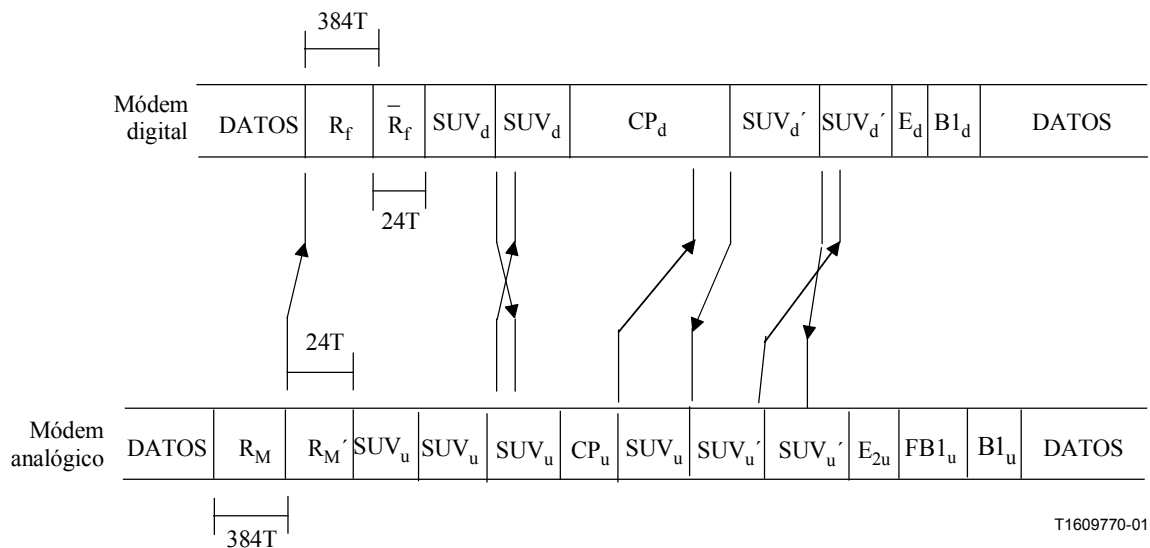 384T
Módem digital
DATOS R_f R̄_f SUV_d SUV_d CP_d SUV_d´ SUV_d´ E_d B1_d DATOS
24T
24T
Módem analógico
DATOS R_M R_M´ SUV_u SUV_u SUV_u CP_u SUV_u SUV_u´ SUV_u´ E_2u FB1_u B1_u DATOS
384T
T1609770-01